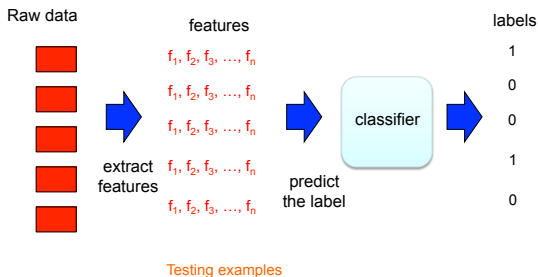 Raw data
features
labels
f₁, f₂, f₃, …, fₙ
1
f₁, f₂, f₃, …, fₙ
0
f₁, f₂, f₃, …, fₙ
classifier
0
extract
features
f₁, f₂, f₃, …, fₙ
predict
the label
1
f₁, f₂, f₃, …, fₙ
0
Testing examples